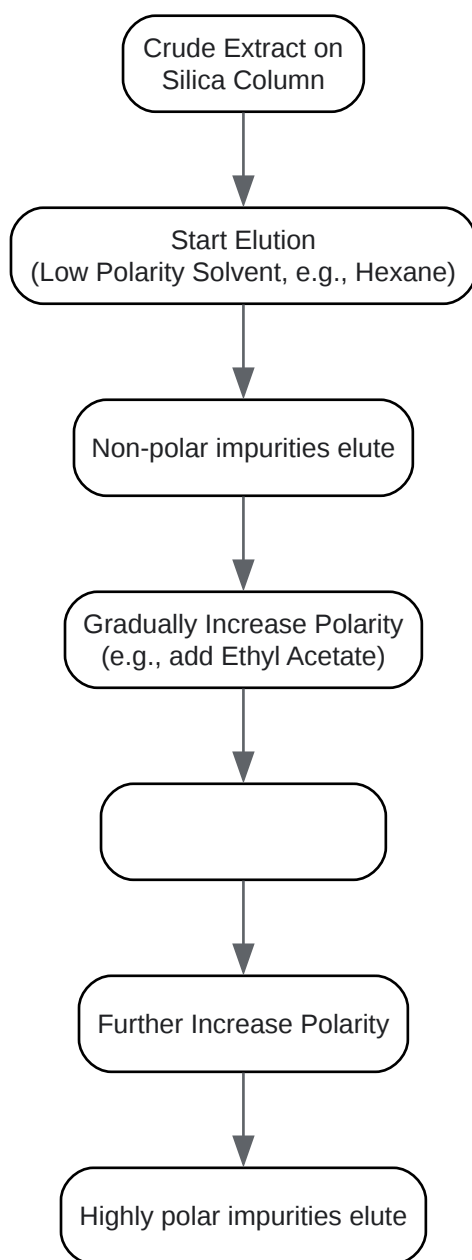 Crude Extract on
Silica Column
Start Elution
(Low Polarity Solvent, e.g., Hexane)
Non-polar impurities elute
Gradually Increase Polarity
(e.g., add Ethyl Acetate)
Further Increase Polarity
Highly polar impurities elute